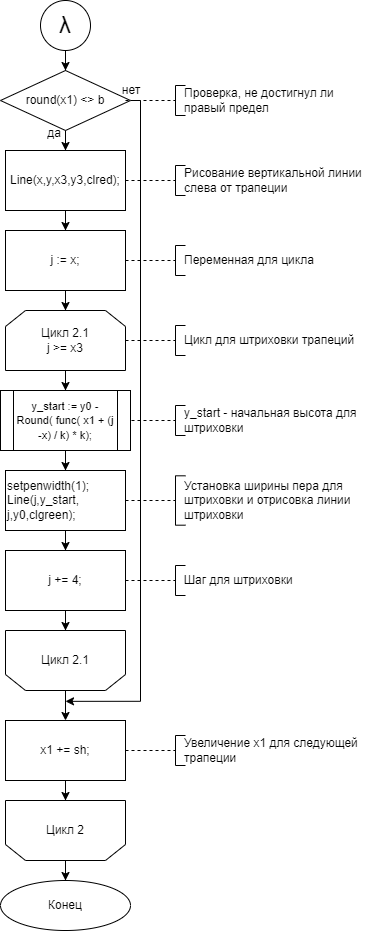 λ
round(x1) <> b
нет
Проверка, не достигнул ли
правый предел
да
Line(x,y,x3,y3,clred);
Рисование вертикальной линии
слева от трапеции
j := x;
Переменная для цикла
Цикл 2.1
j >= x3
Цикл для штриховки трапеций
y_start := y0 -
Round( func( x1 + (j
-x) / k) * k);
y_start - начальная высота для
штриховки
setpenwidth(1);
Line(j,y_start,
j,y0,clgreen);
Установка ширины пера для
штриховки и отрисовка линии
штриховки
j += 4;
Шаг для штриховки
Цикл 2.1
x1 += sh;
Увеличение x1 для следующей
трапеции
Цикл 2
Конец